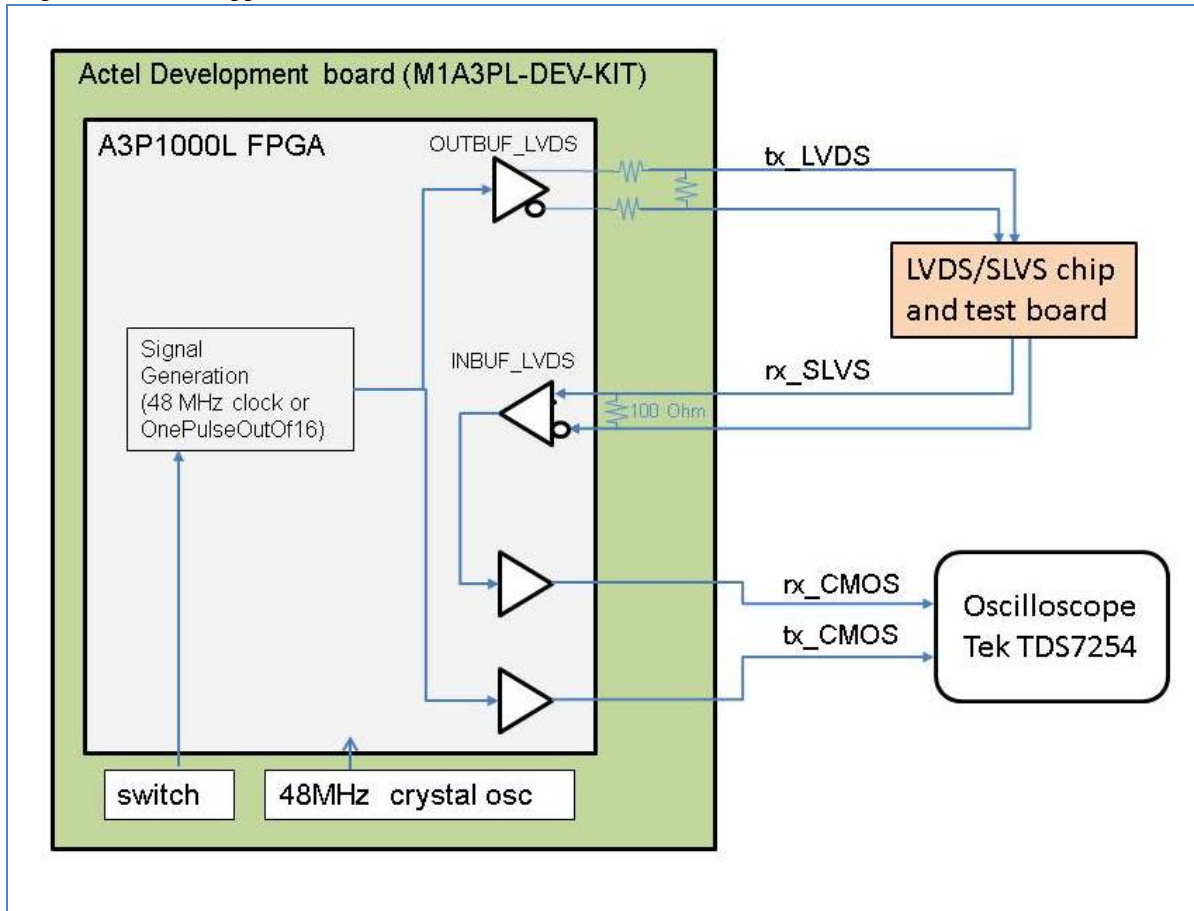 Actel Development board (M1A3PL-DEV-KIT)
A3P1000L FPGA
OUTBUF_LVDS
tx_LVDS
LVDS/SLVS chip
and test board
Signal
Generation
(48 MHz clock or
OnePulseOutOf16)
INBUF_LVDS
rx_SLVS
100 Ohm
rx_CMOS
tx_CMOS
Oscilloscope
Tek TDS7254
switch
48MHz crystal osc